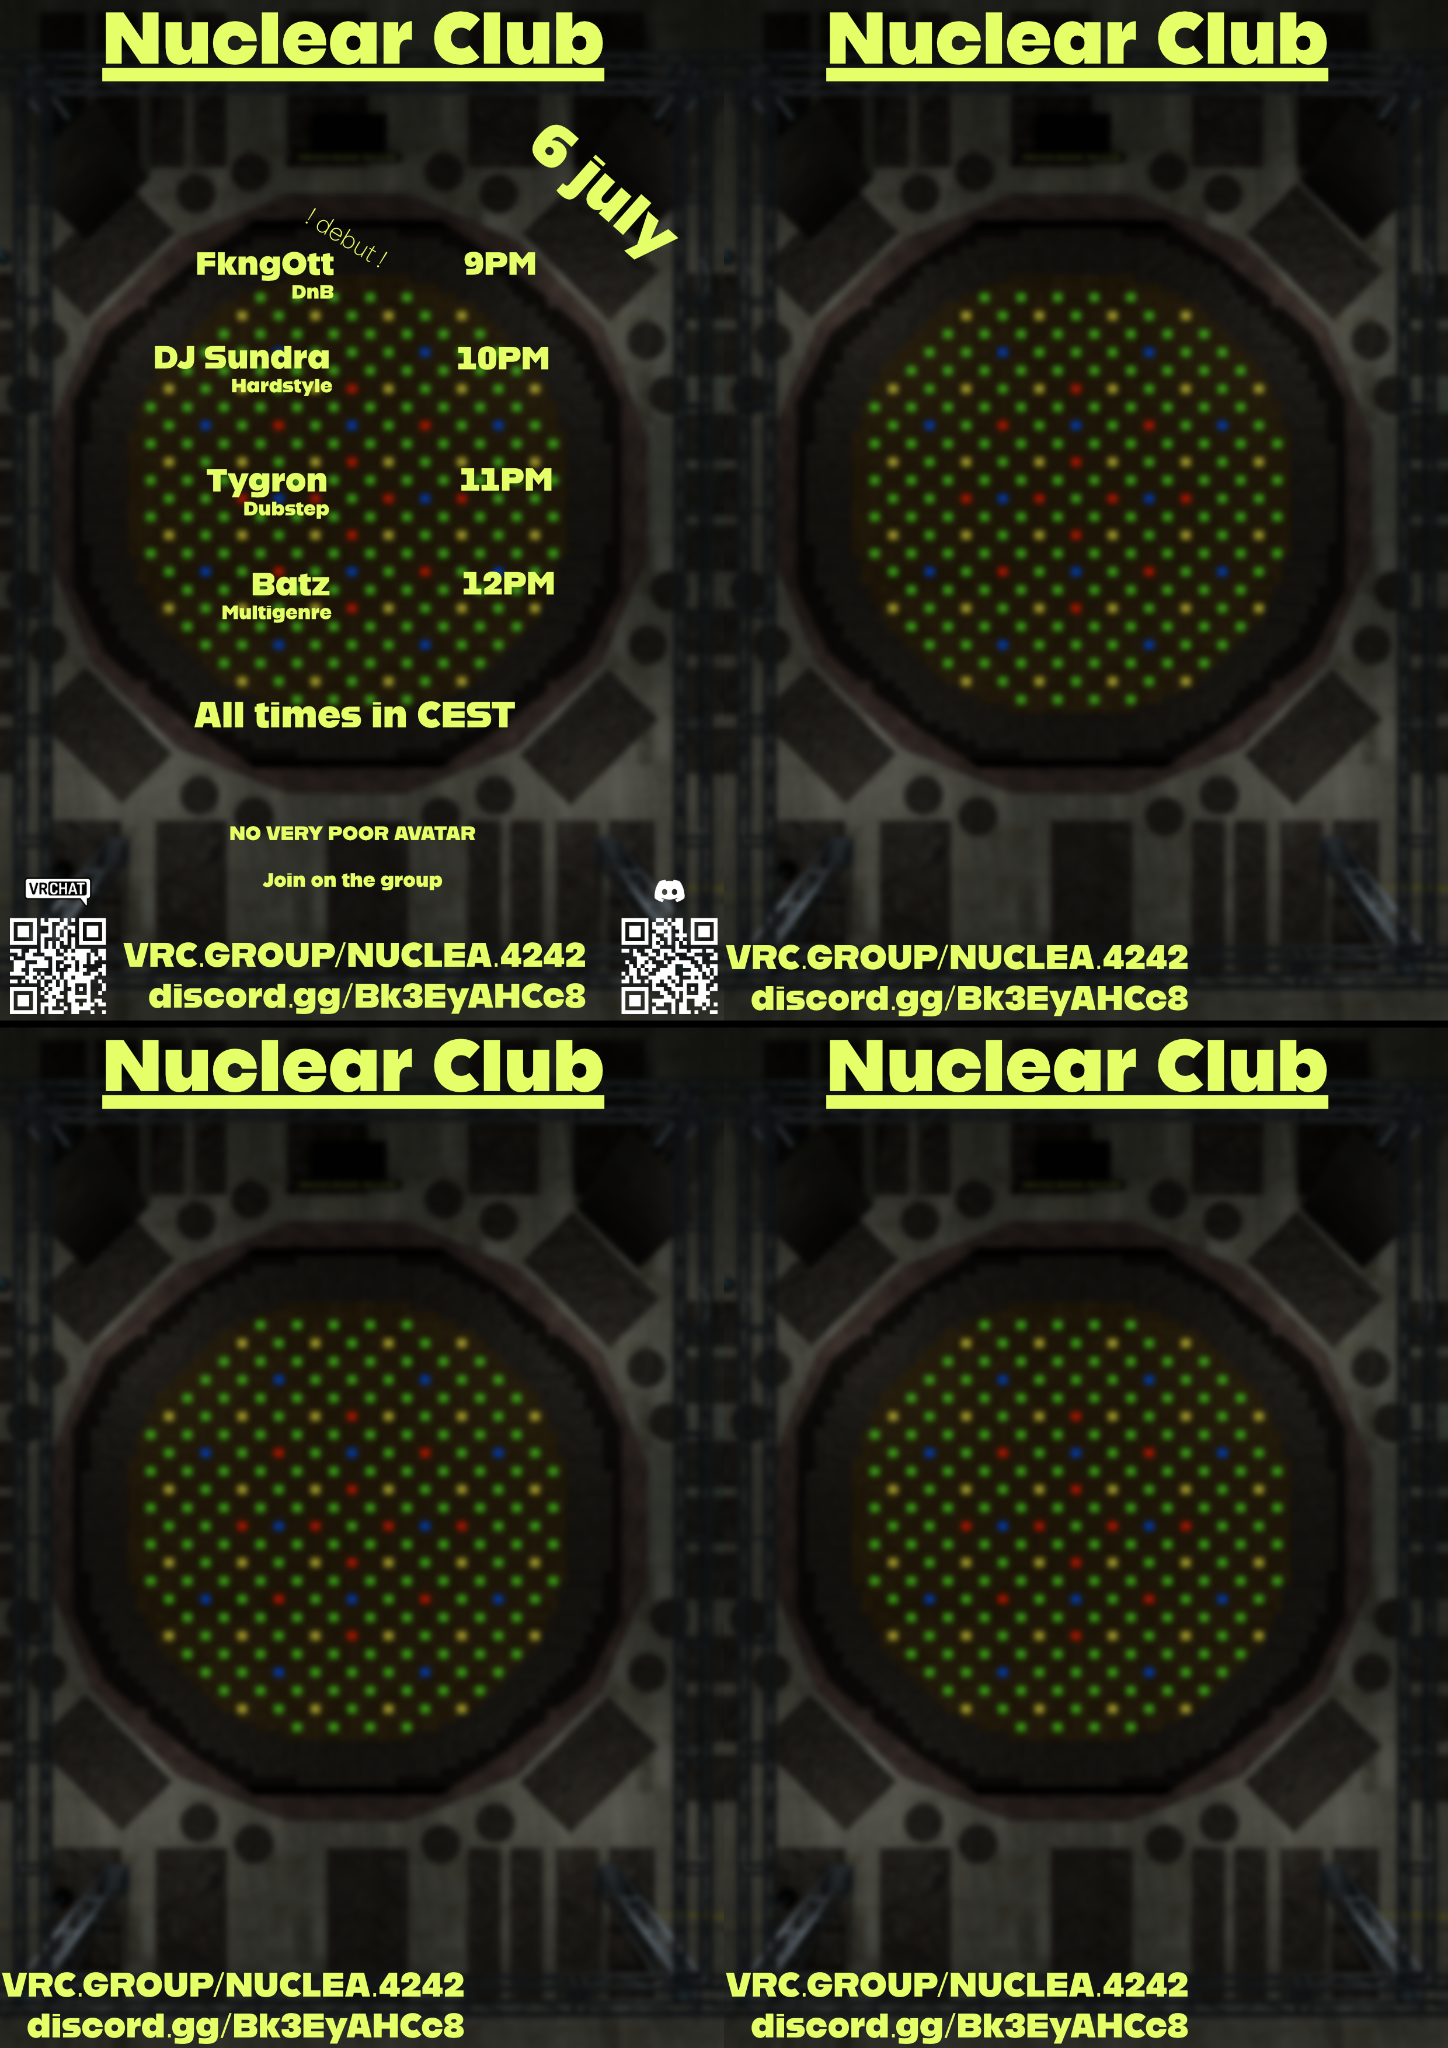 Nuclear Club
6 july
! debut !
FkngOtt 9PM
DnB
DJ Sundra 10PM
Hardstyle
Tygron 11PM
Dubstep
Batz 12PM
Multigenre
All times in CEST
NO VERY POOR AVATAR
Join on the group
VRCHAT
VRC.GROUP/NUCLEA.4242
discord.gg/Bk3EyAHCc8
Nuclear Club
VRC.GROUP/NUCLEA.4242
discord.gg/Bk3EyAHCc8
Nuclear Club
VRC.GROUP/NUCLEA.4242
discord.gg/Bk3EyAHCc8
Nuclear Club
VRC.GROUP/NUCLEA.4242
discord.gg/Bk3EyAHCc8